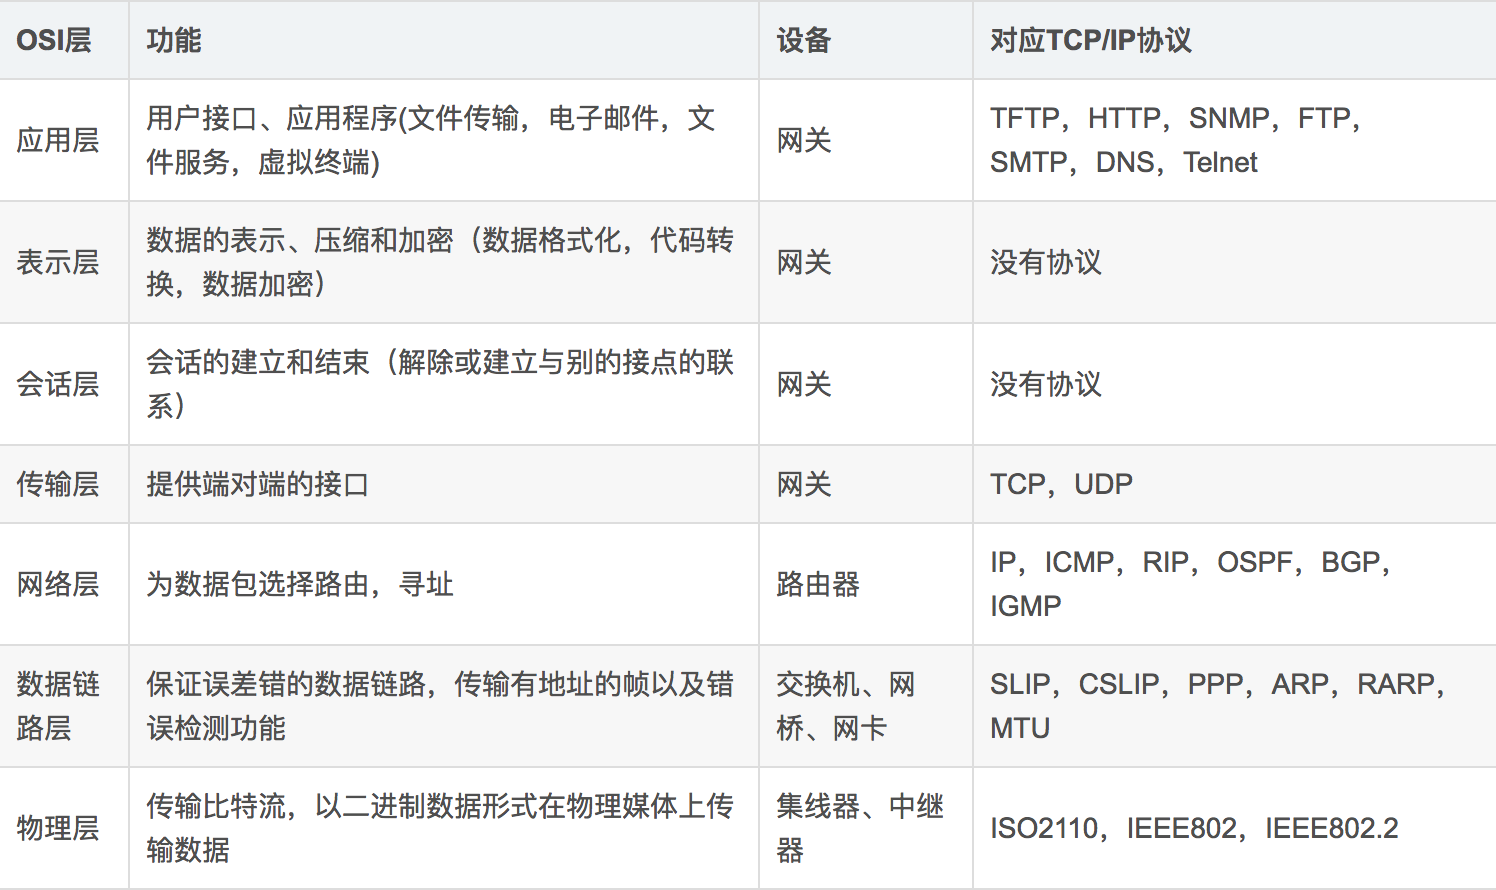 OSI层 功能 设备 对应TCP/IP协议
应用层 用户接口、应用程序(文件传输，电子邮件，文
件服务，虚拟终端) 网关 TFTP，HTTP，SNMP，FTP，
SMTP，DNS，Telnet
表示层 数据的表示、压缩和加密（数据格式化，代码转
换，数据加密） 网关 没有协议
会话层 会话的建立和结束（解除或建立与别的接点的联
系） 网关 没有协议
传输层 提供端对端的接口 网关 TCP，UDP
网络层 为数据包选择路由，寻址 路由器 IP，ICMP，RIP，OSPF，BGP，
IGMP
数据链
路层 保证误差错的数据链路，传输有地址的帧以及错
误检测功能 交换机、网
桥、网卡 SLIP，CSLIP，PPP，ARP，RARP，
MTU
物理层 传输比特流，以二进制数据形式在物理媒体上传
输数据 集线器、中继
器 ISO2110，IEEE802，IEEE802.2